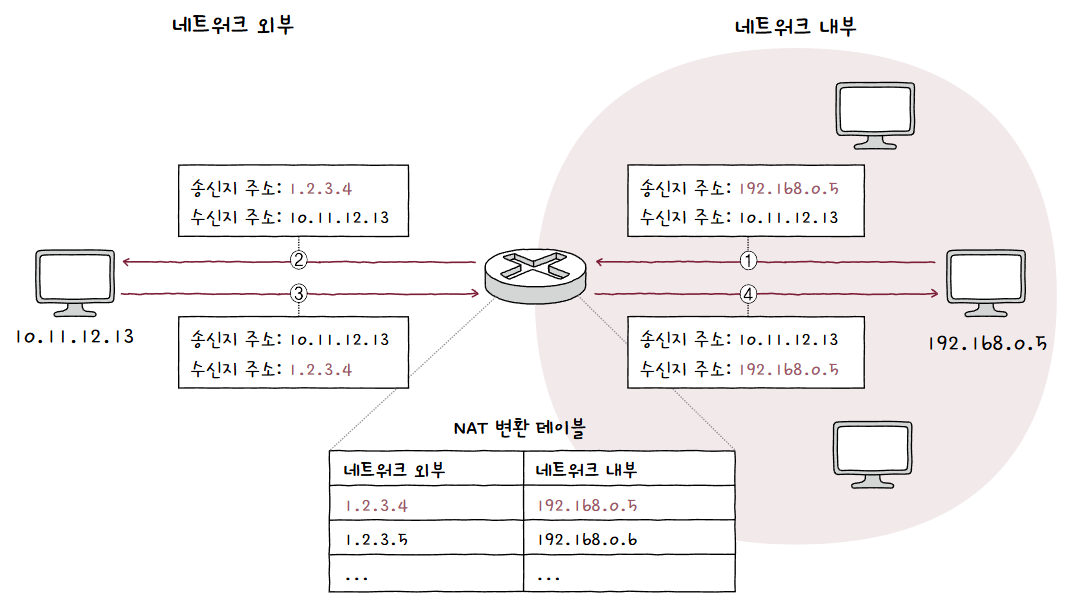 네트워크 외부
네트워크 내부
송신지 주소: 1.2.3.4
수신지 주소: 10.11.12.13
송신지 주소: 192.168.0.5
수신지 주소: 10.11.12.13
②
①
③
④
10.11.12.13
192.168.0.5
송신지 주소: 10.11.12.13
수신지 주소: 1.2.3.4
송신지 주소: 10.11.12.13
수신지 주소: 192.168.0.5
NAT 변환 테이블
네트워크 외부 네트워크 내부
1.2.3.4 192.168.0.5
1.2.3.5 192.168.0.6
... ...